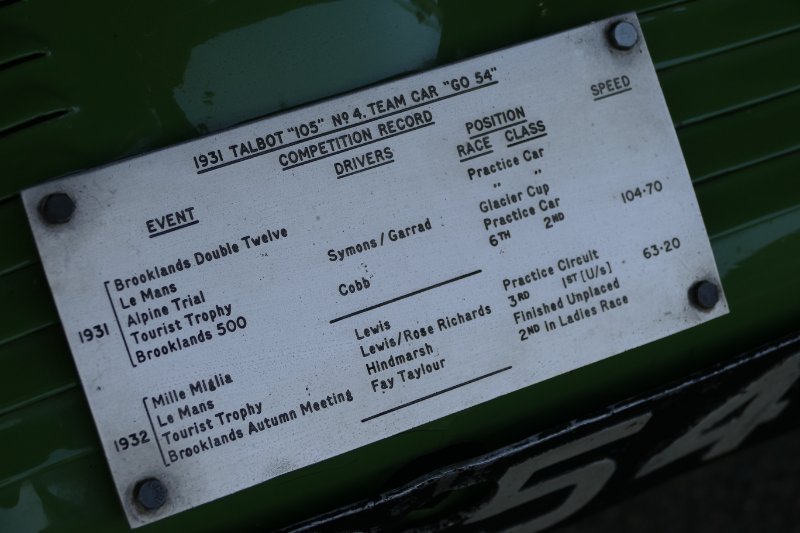 1931 TALBOT "105" Nº 4. TEAM CAR "GO 54"
COMPETITION RECORD
EVENT DRIVERS POSITION SPEED
RACE CLASS
1931
Brooklands Double Twelve Practice Car
Le Mans " "
Alpine Trial Symons/Garrad Glacier Cup
Tourist Trophy Practice Car
Brooklands 500 Cobb 6TH 2ND 104·70
1932
Mille Miglia Lewis Practice Circuit
Le Mans Lewis/Rose Richards 3RD 1ST [U/s] 63·20
Tourist Trophy Hindmarsh Finished Unplaced
Brooklands Autumn Meeting Fay Taylour 2ND in Ladies Race
54